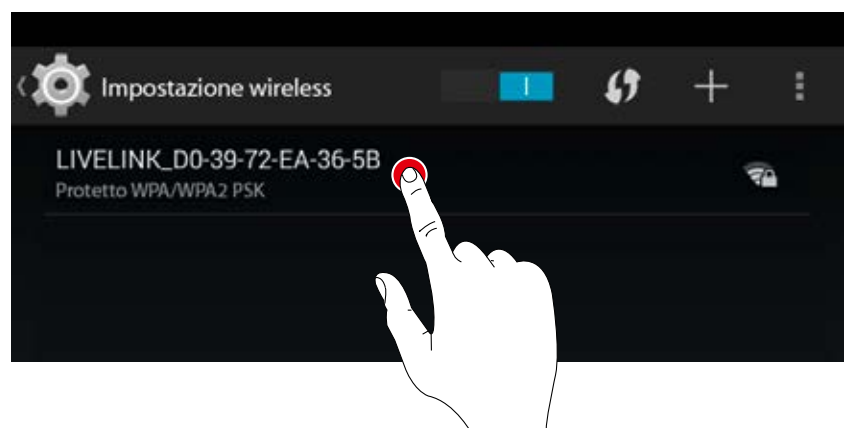 Impostazione wireless
LIVELINK_D0-39-72-EA-36-5B
Protetto WPA/WPA2 PSK